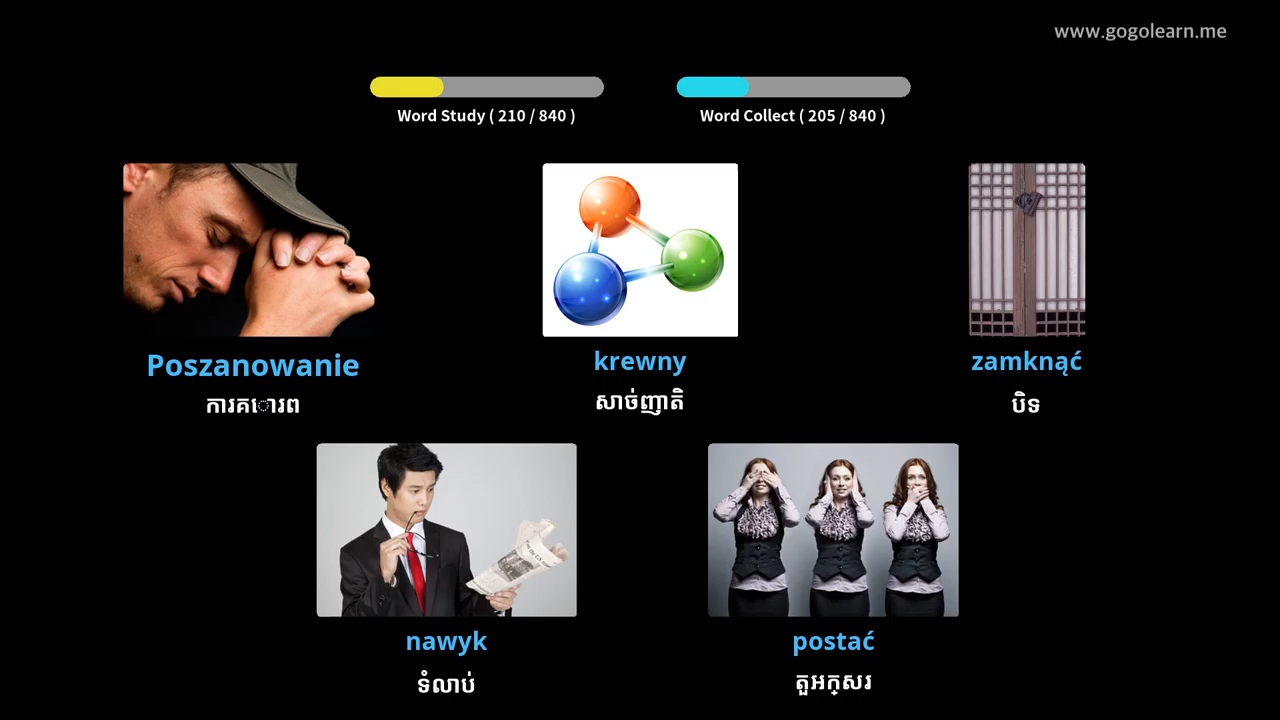 www.gogolearn.me
Word Study ( 210 / 840 )
Word Collect ( 205 / 840 )
Poszanowanie
ការគោរព
krewny
សាច់ញាតិ
zamknąć
បិទ
nawyk
ទំលាប់
postać
តួអក្សរ